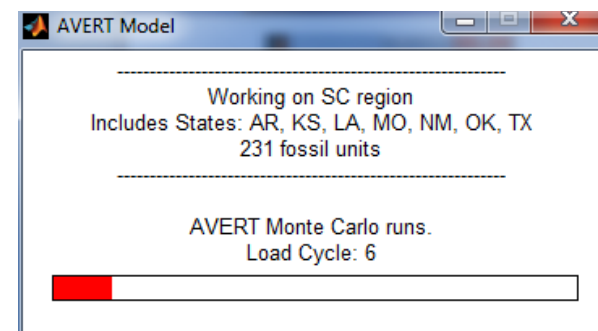 AVERT Model
------------------------------------------------------------
Working on SC region
Includes States: AR, KS, LA, MO, NM, OK, TX
231 fossil units
------------------------------------------------------------
AVERT Monte Carlo runs.
Load Cycle: 6